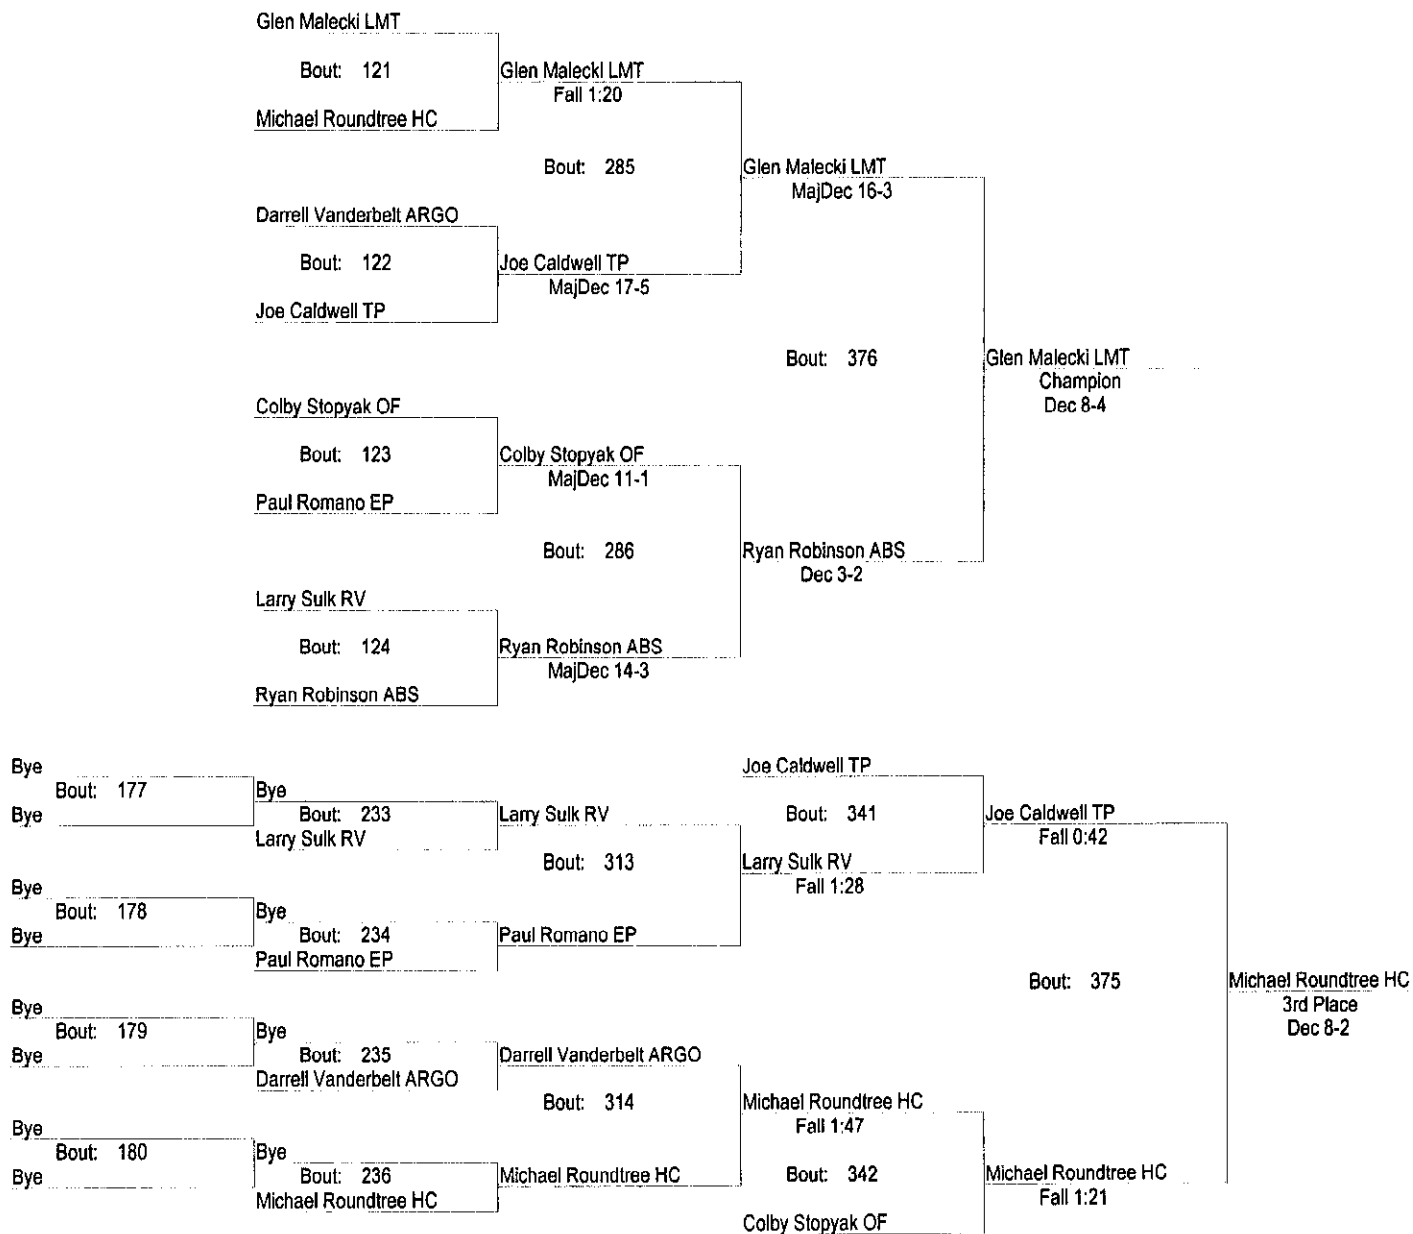 Glen Malecki LMT
Bout: 121
Glen Malecki LMT
Fall 1:20
Michael Roundtree HC
Bout: 285
Glen Malecki LMT
MajDec 16-3
Darrell Vanderbelt ARGO
Bout: 122
Joe Caldwell TP
MajDec 17-5
Joe Caldwell TP
Bout: 376
Glen Malecki LMT
Champion
Dec 8-4
Colby Stopyak OF
Bout: 123
Colby Stopyak OF
MajDec 11-1
Paul Romano EP
Bout: 286
Ryan Robinson ABS
Dec 3-2
Larry Sulk RV
Bout: 124
Ryan Robinson ABS
MajDec 14-3
Ryan Robinson ABS
Bye
Bout: 177
Bye
Bye
Bout: 233
Larry Sulk RV
Larry Sulk RV
Joe Caldwell TP
Bout: 341
Joe Caldwell TP
Fall 0:42
Bout: 313
Larry Sulk RV
Fall 1:28
Bye
Bout: 178
Bye
Bye
Bout: 234
Paul Romano EP
Paul Romano EP
Bout: 375
Michael Roundtree HC
3rd Place
Dec 8-2
Bye
Bout: 179
Bye
Bye
Bout: 235
Darrell Vanderbelt ARGO
Darrell Vanderbelt ARGO
Bout: 314
Michael Roundtree HC
Fall 1:47
Bye
Bout: 180
Bye
Bye
Bout: 236
Michael Roundtree HC
Michael Roundtree HC
Bout: 342
Michael Roundtree HC
Fall 1:21
Colby Stopyak OF